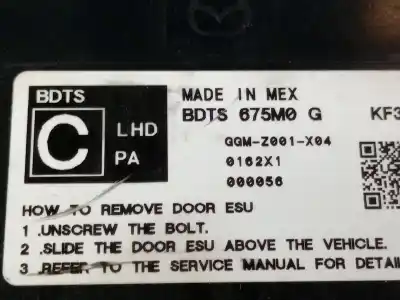 BDTS
C
LHD
PA
MADE IN MEX
BDTS 675M0 G KF3
GGM-Z001-X04
0162X1
000056
HOW TO REMOVE DOOR ESU
1 .UNSCREW THE BOLT.
2 .SLIDE THE DOOR ESU ABOVE THE VEHICLE.
3 .REFER TO THE SERVICE MANUAL FOR DETAI